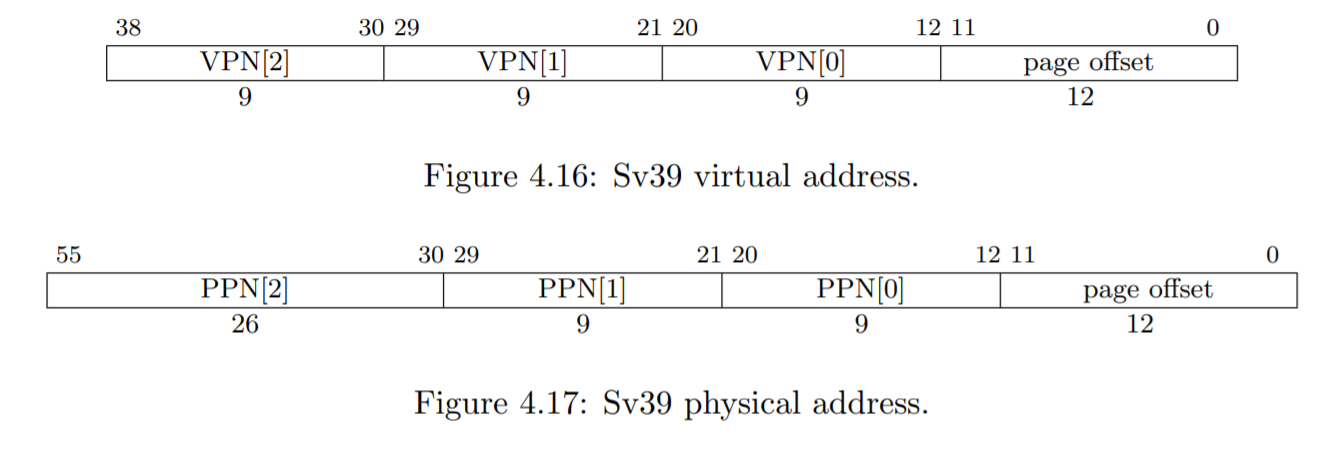 38 30 29 21 20 12 11 0
VPN[2] VPN[1] VPN[0] page offset
9 9 9 12
Figure 4.16: Sv39 virtual address.
55 30 29 21 20 12 11 0
PPN[2] PPN[1] PPN[0] page offset
26 9 9 12
Figure 4.17: Sv39 physical address.